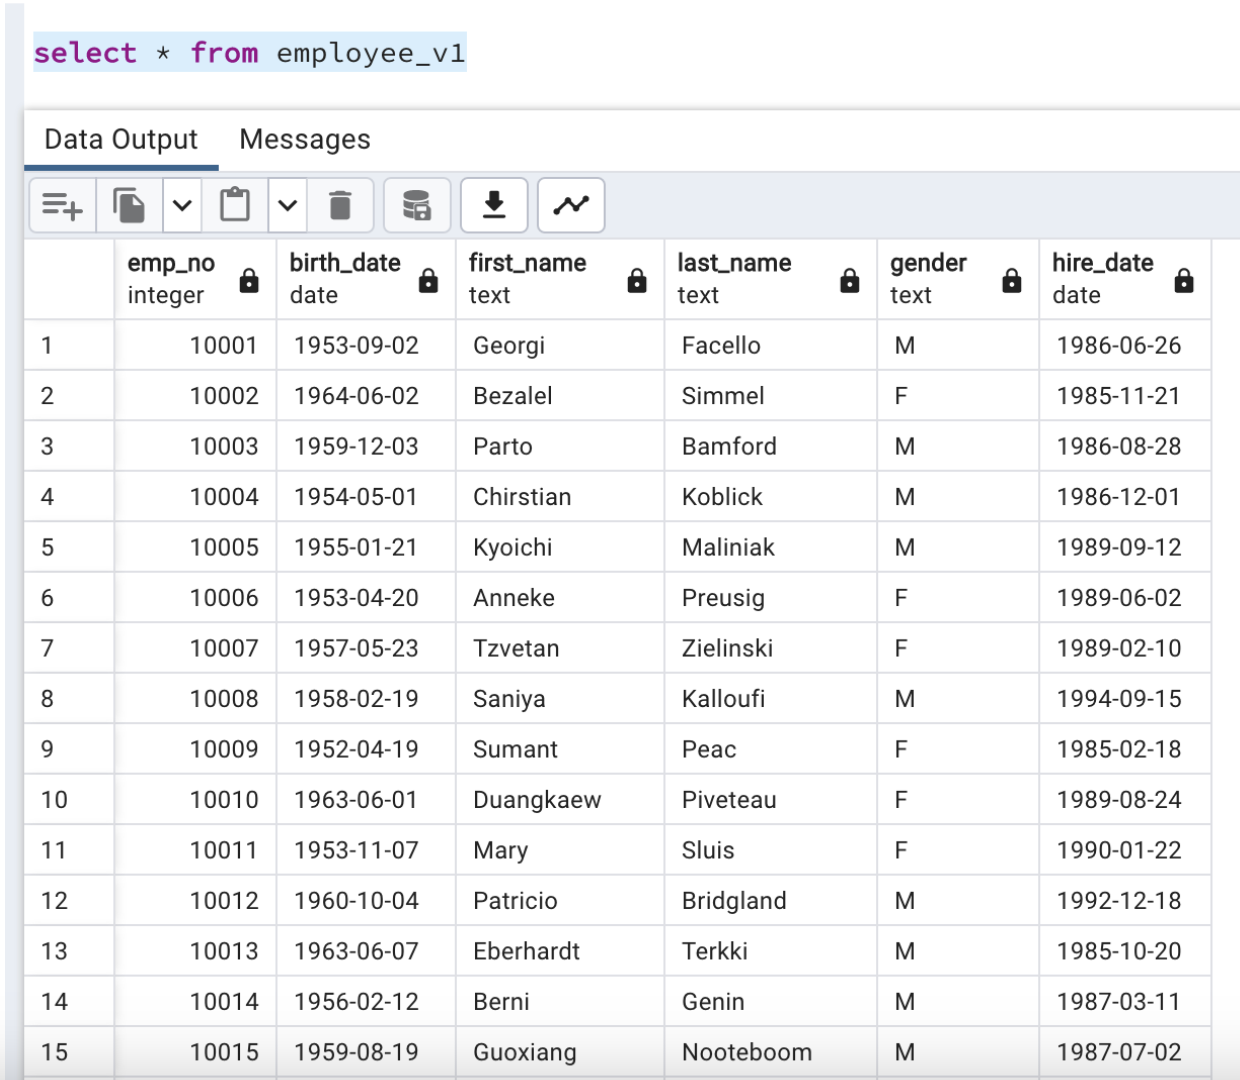 select * from employee_v1
Data Output Messages
emp_no birth_date first_name last_name gender hire_date
integer date text text text date
1 10001 1953-09-02 Georgi Facello M 1986-06-26
2 10002 1964-06-02 Bezalel Simmel F 1985-11-21
3 10003 1959-12-03 Parto Bamford M 1986-08-28
4 10004 1954-05-01 Chirstian Koblick M 1986-12-01
5 10005 1955-01-21 Kyoichi Maliniak M 1989-09-12
6 10006 1953-04-20 Anneke Preusig F 1989-06-02
7 10007 1957-05-23 Tzvetan Zielinski F 1989-02-10
8 10008 1958-02-19 Saniya Kalloufi M 1994-09-15
9 10009 1952-04-19 Sumant Peac F 1985-02-18
10 10010 1963-06-01 Duangkaew Piveteau F 1989-08-24
11 10011 1953-11-07 Mary Sluis F 1990-01-22
12 10012 1960-10-04 Patricio Bridgland M 1992-12-18
13 10013 1963-06-07 Eberhardt Terkki M 1985-10-20
14 10014 1956-02-12 Berni Genin M 1987-03-11
15 10015 1959-08-19 Guoxiang Nooteboom M 1987-07-02